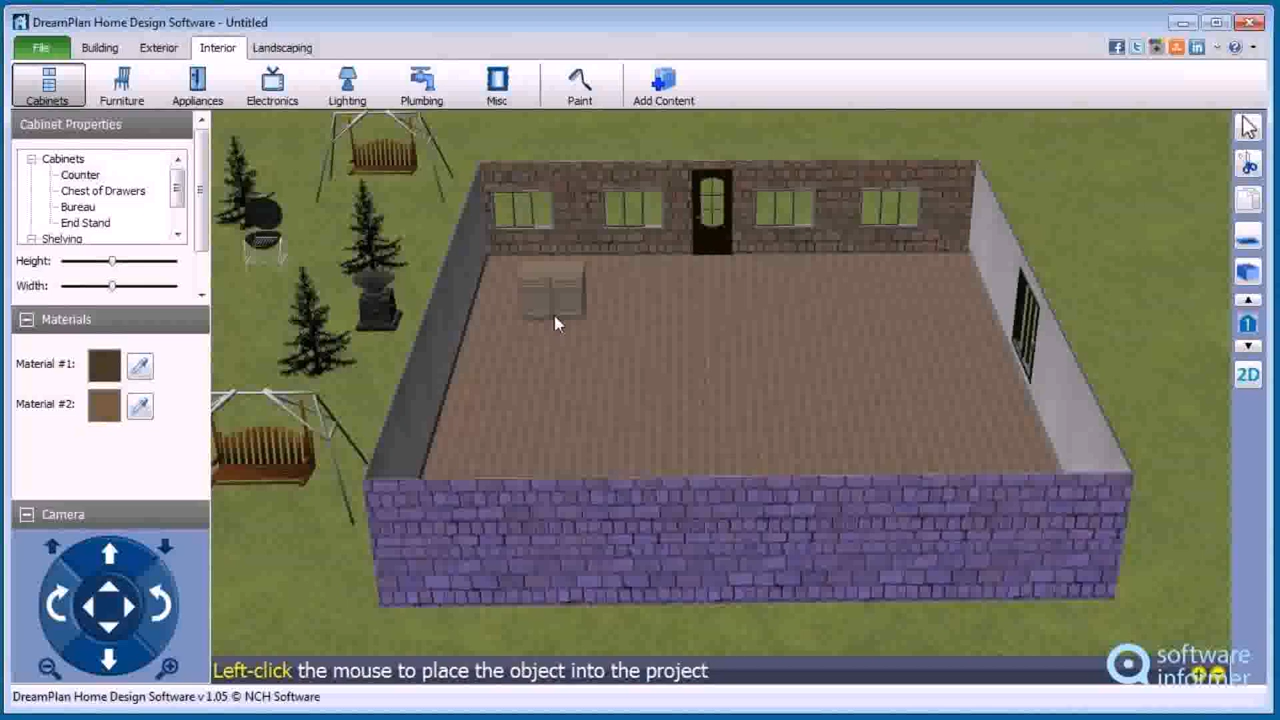 DreamPlan Home Design Software - Untitled
File Building Exterior Interior Landscaping
Cabinets Furniture Appliances Electronics Lighting Plumbing Misc Paint Add Content
Cabinet Properties
Cabinets
Counter
Chest of Drawers
Bureau
End Stand
Shelving
Height:
Width:
Materials
Material #1:
Material #2:
2D
Camera
Left-click the mouse to place the object into the project
software
informer
DreamPlan Home Design Software v 1.05 © NCH Software